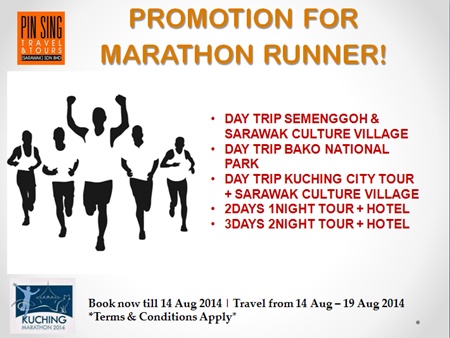 PIN SING
TRAVEL
& TOURS
(SARAWAK) SDN BHD
PROMOTION FOR
MARATHON RUNNER!
• DAY TRIP SEMENGGOH &
SARAWAK CULTURE VILLAGE
• DAY TRIP BAKO NATIONAL
PARK
• DAY TRIP KUCHING CITY TOUR
+ SARAWAK CULTURE VILLAGE
• 2DAYS 1NIGHT TOUR + HOTEL
• 3DAYS 2NIGHT TOUR + HOTEL
KUCHING
MARATHON 2014
Book now till 14 Aug 2014 | Travel from 14 Aug – 19 Aug 2014
*Terms & Conditions Apply*